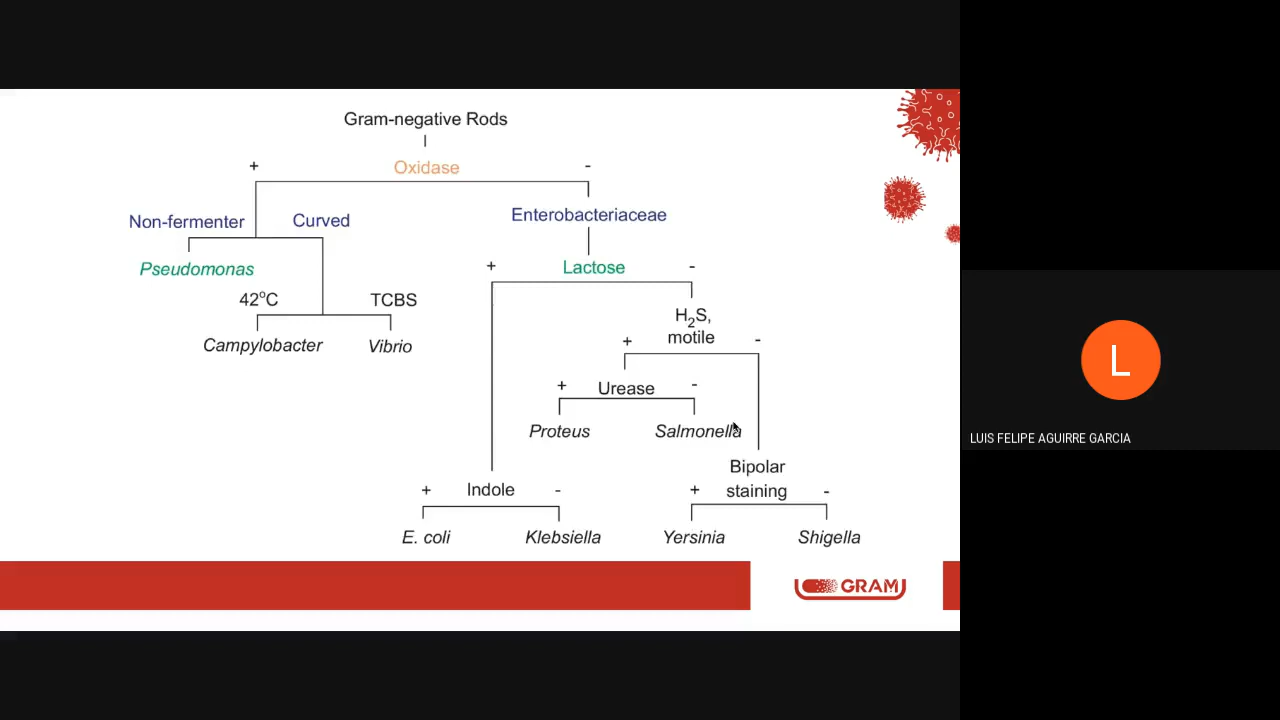 Gram-negative Rods
+ Oxidase -
Non-fermenter Curved Enterobacteriaceae
Pseudomonas
+ Lactose -
42°C TCBS
Campylobacter Vibrio
H₂S,
motile
+ -
+ Urease -
Proteus Salmonella
Bipolar
staining
+ -
+ Indole -
E. coli Klebsiella Yersinia Shigella
GRAM
L
LUIS FELIPE AGUIRRE GARCIA